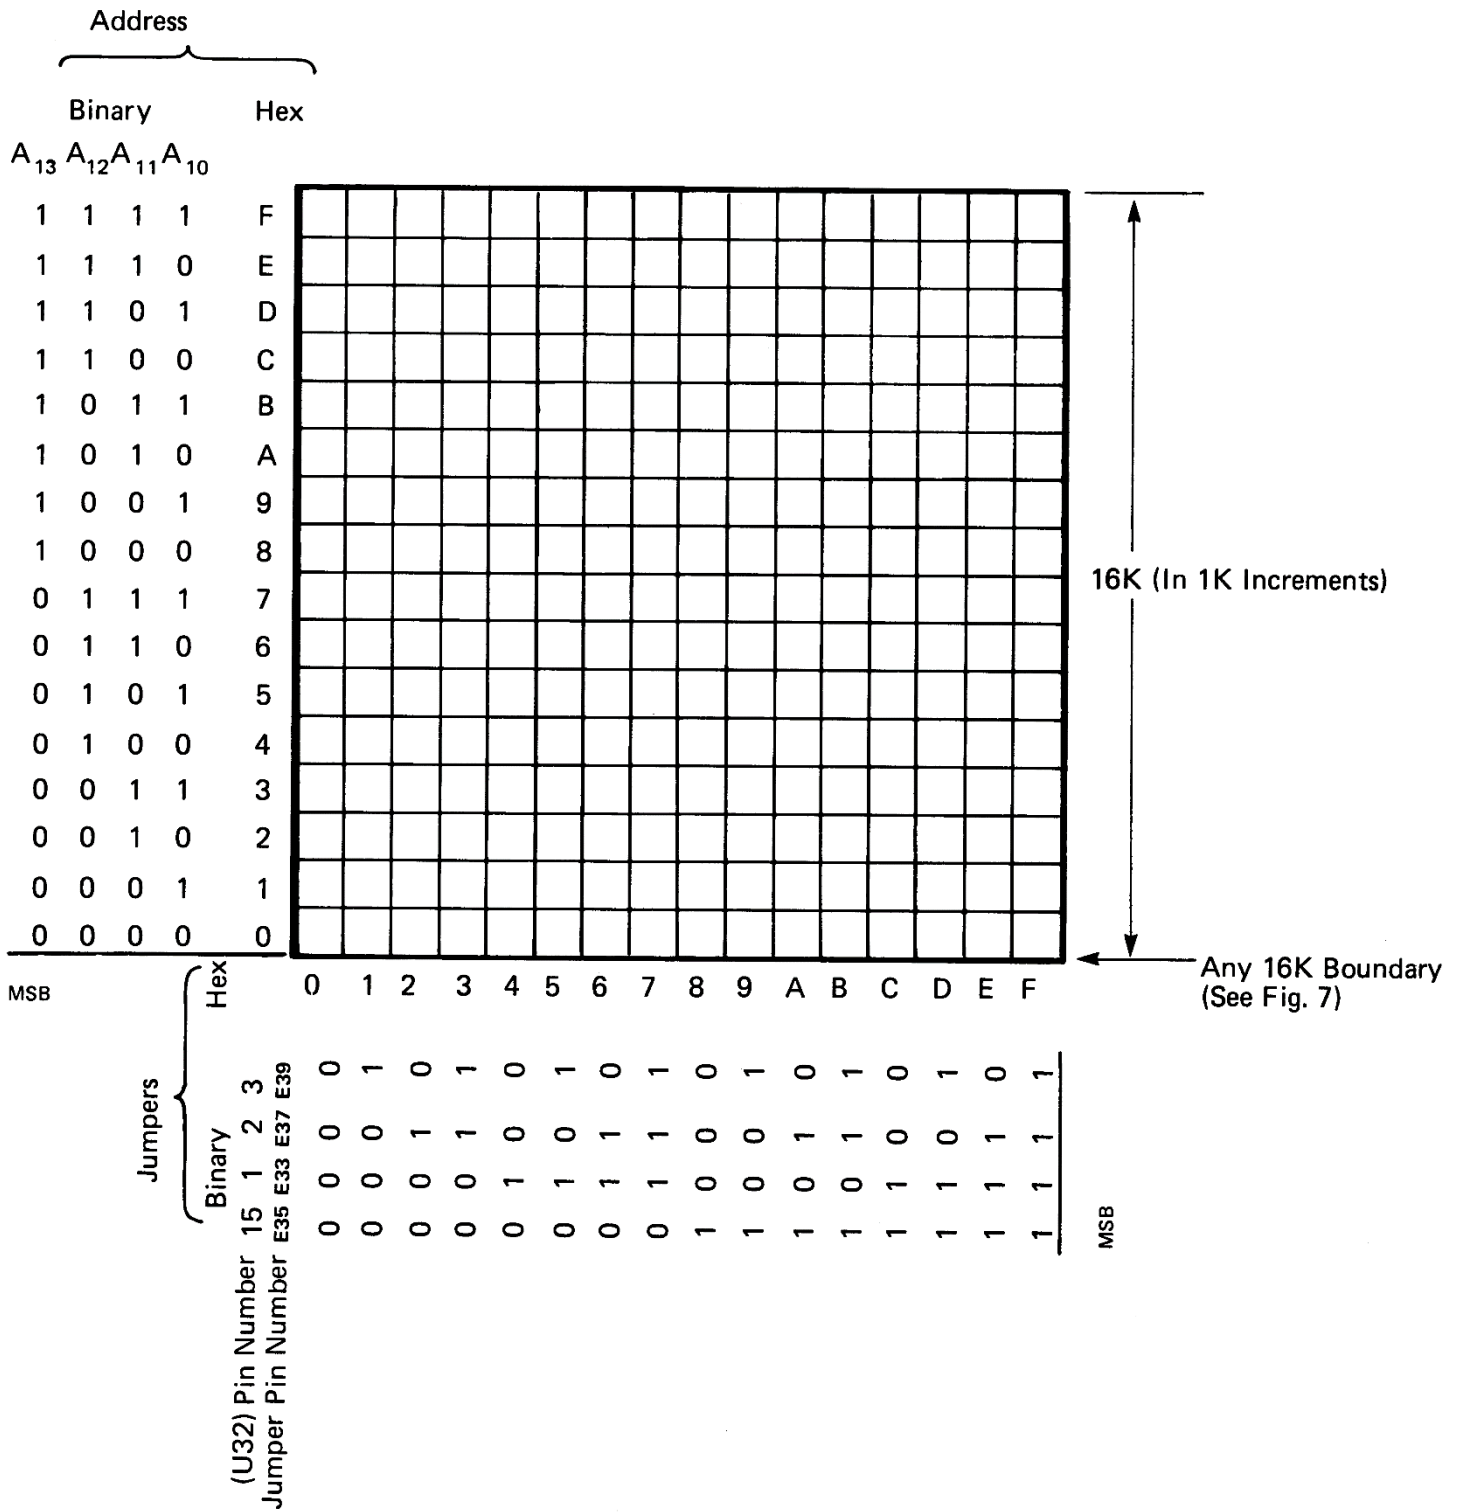 Address
Binary Hex
A13 A12 A11 A10
1 1 1 1 F
1 1 1 0 E
1 1 0 1 D
1 1 0 0 C
1 0 1 1 B
1 0 1 0 A
1 0 0 1 9
1 0 0 0 8
0 1 1 1 7
0 1 1 0 6
0 1 0 1 5
0 1 0 0 4
0 0 1 1 3
0 0 1 0 2
0 0 0 1 1
0 0 0 0 0
MSB
16K (In 1K Increments)
Any 16K Boundary
(See Fig. 7)
Hex
0 1 2 3 4 5 6 7 8 9 A B C D E F
Jumpers
Binary
3 E39 0 1 0 1 0 1 0 1 0 1 0 1 0 1 0 1
2 E37 0 0 1 1 0 0 1 1 0 0 1 1 0 0 1 1
1 E33 0 0 0 0 1 1 1 1 0 0 0 0 1 1 1 1
15 E35 0 0 0 0 0 0 0 0 1 1 1 1 1 1 1 1
MSB
(U32) Pin Number
Jumper Pin Number